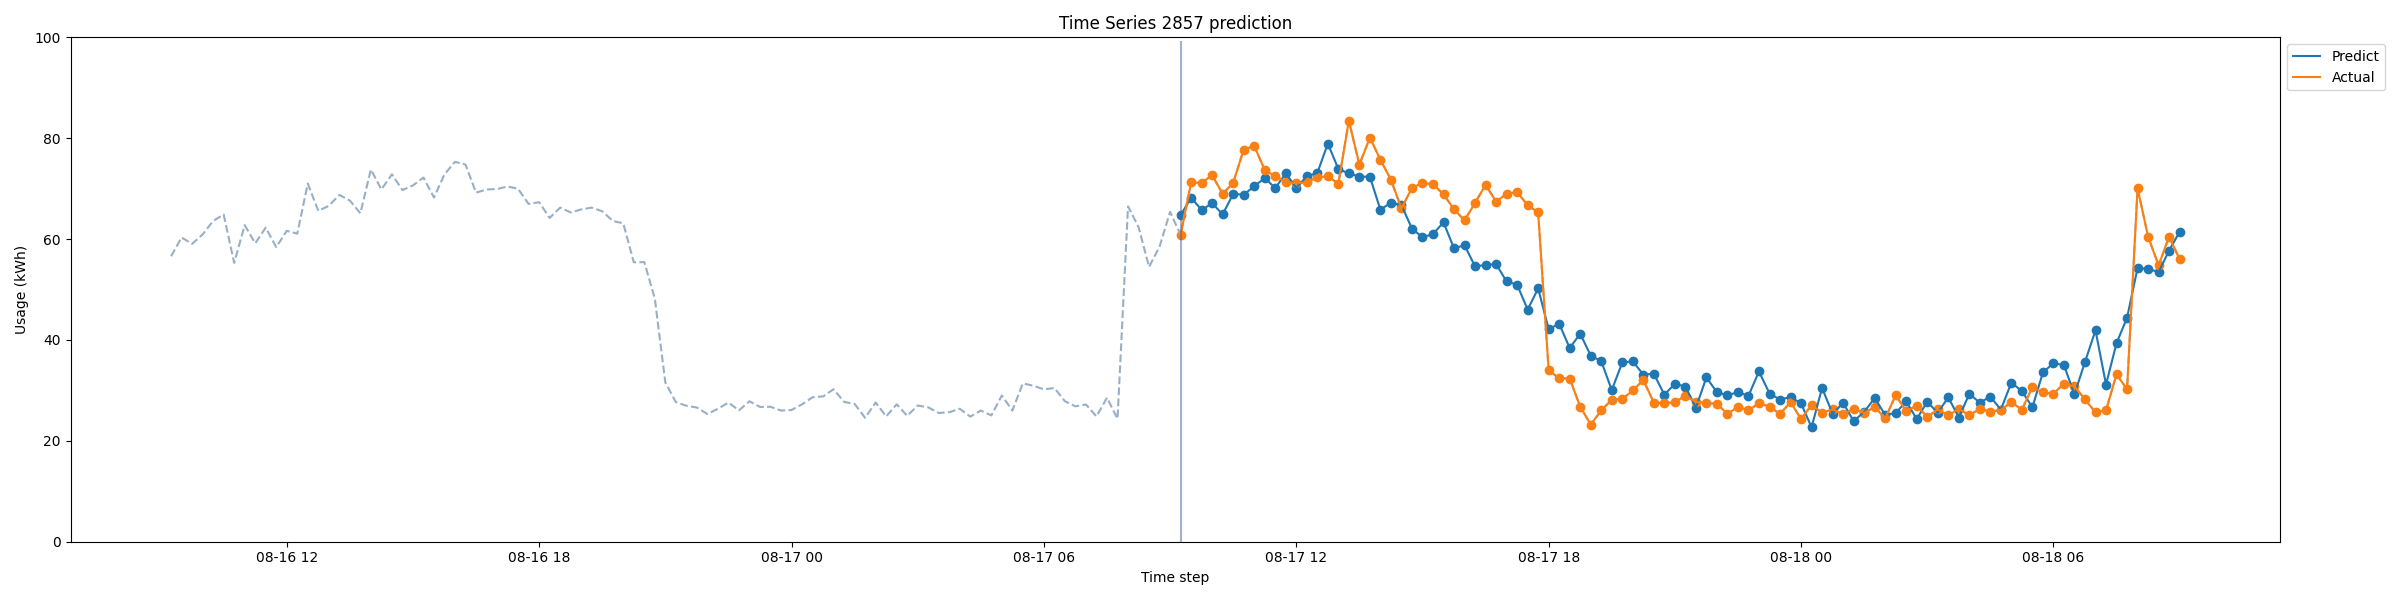 Time Series 2857 prediction
100
80
60
40
20
0
Usage (kWh)
08-16 12
08-16 18
08-17 00
08-17 06
08-17 12
08-17 18
08-18 00
08-18 06
Time step
Predict
Actual